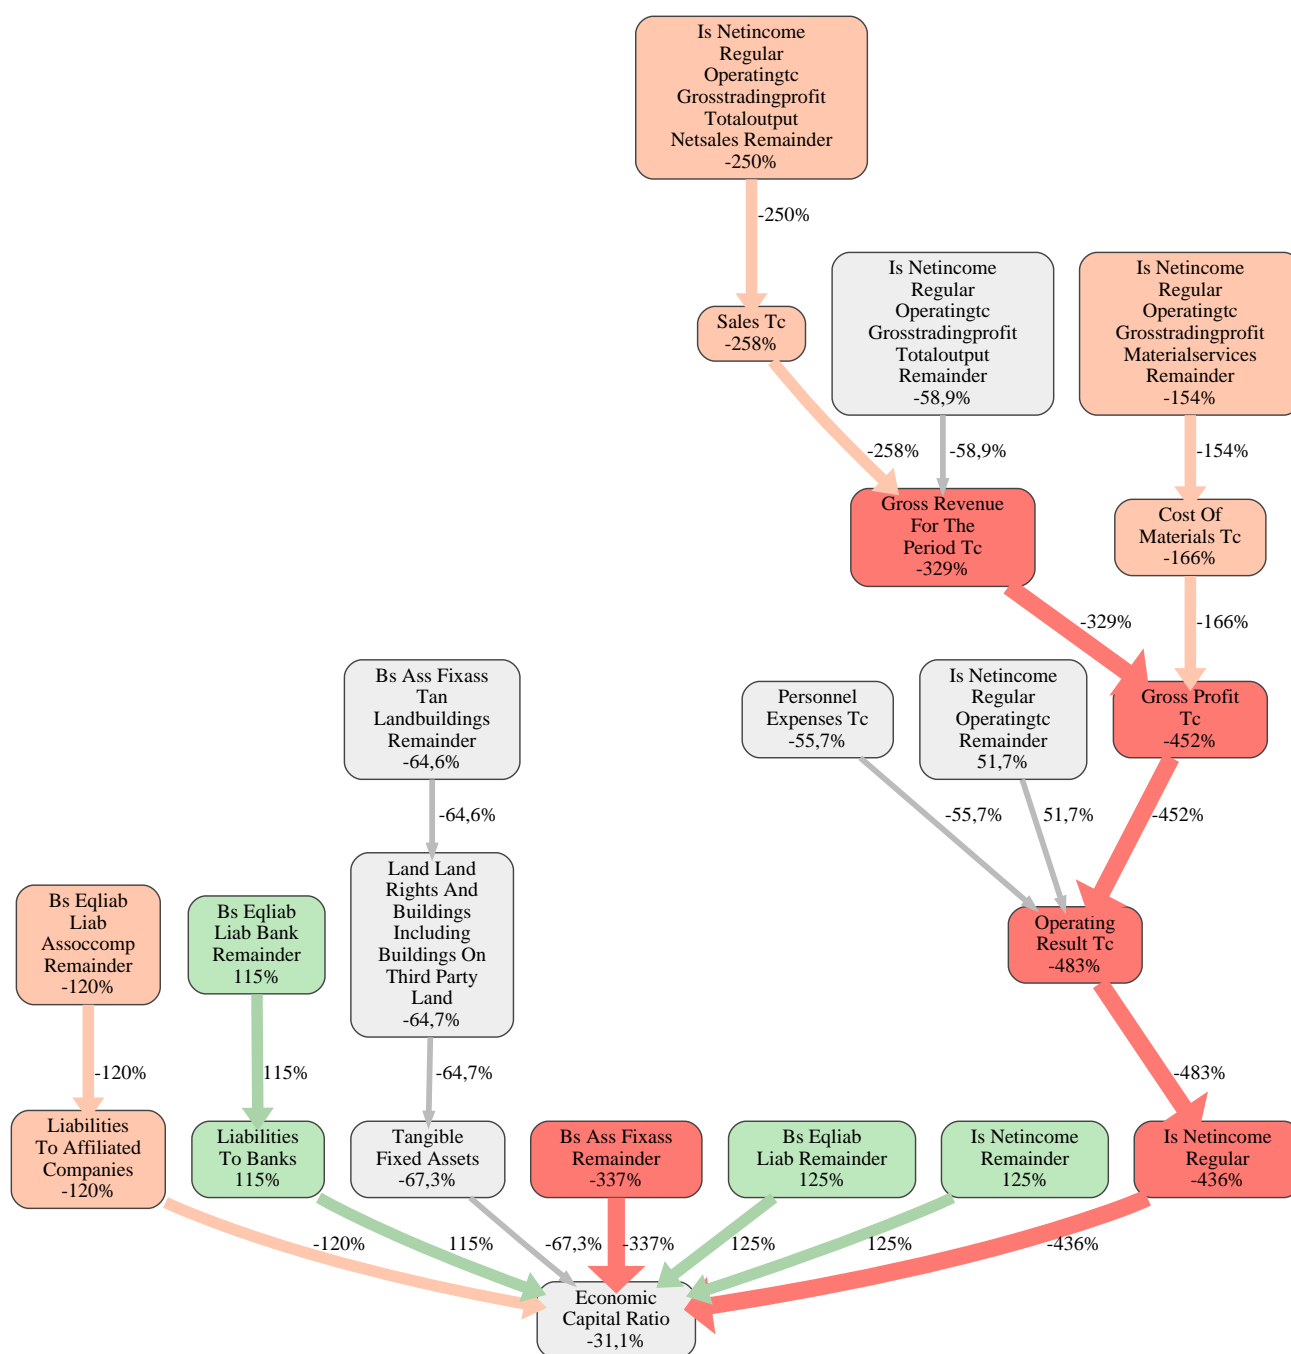 Is Netincome
Regular
Operatingtc
Grosstradingprofit
Totaloutput
Netsales Remainder
-250%
-250%
Sales Tc
-258%
Is Netincome
Regular
Operatingtc
Grosstradingprofit
Totaloutput
Remainder
-58,9%
Is Netincome
Regular
Operatingtc
Grosstradingprofit
Materialservices
Remainder
-154%
-258%
-58,9%
-154%
Gross Revenue
For The
Period Tc
-329%
Cost Of
Materials Tc
-166%
-329%
-166%
Bs Ass Fixass
Tan
Landbuildings
Remainder
-64,6%
Personnel
Expenses Tc
-55,7%
Is Netincome
Regular
Operatingtc
Remainder
51,7%
Gross Profit
Tc
-452%
-64,6%
-55,7%
51,7%
-452%
Bs Eqliab
Liab
Assoccomp
Remainder
-120%
Bs Eqliab
Liab Bank
Remainder
115%
Land Land
Rights And
Buildings
Including
Buildings On
Third Party
Land
-64,7%
Operating
Result Tc
-483%
-120%
115%
-64,7%
-483%
Liabilities
To Affiliated
Companies
-120%
Liabilities
To Banks
115%
Tangible
Fixed Assets
-67,3%
Bs Ass Fixass
Remainder
-337%
Bs Eqliab
Liab Remainder
125%
Is Netincome
Remainder
125%
Is Netincome
Regular
-436%
-120%
115%
-67,3%
-337%
125%
125%
-436%
Economic
Capital Ratio
-31,1%